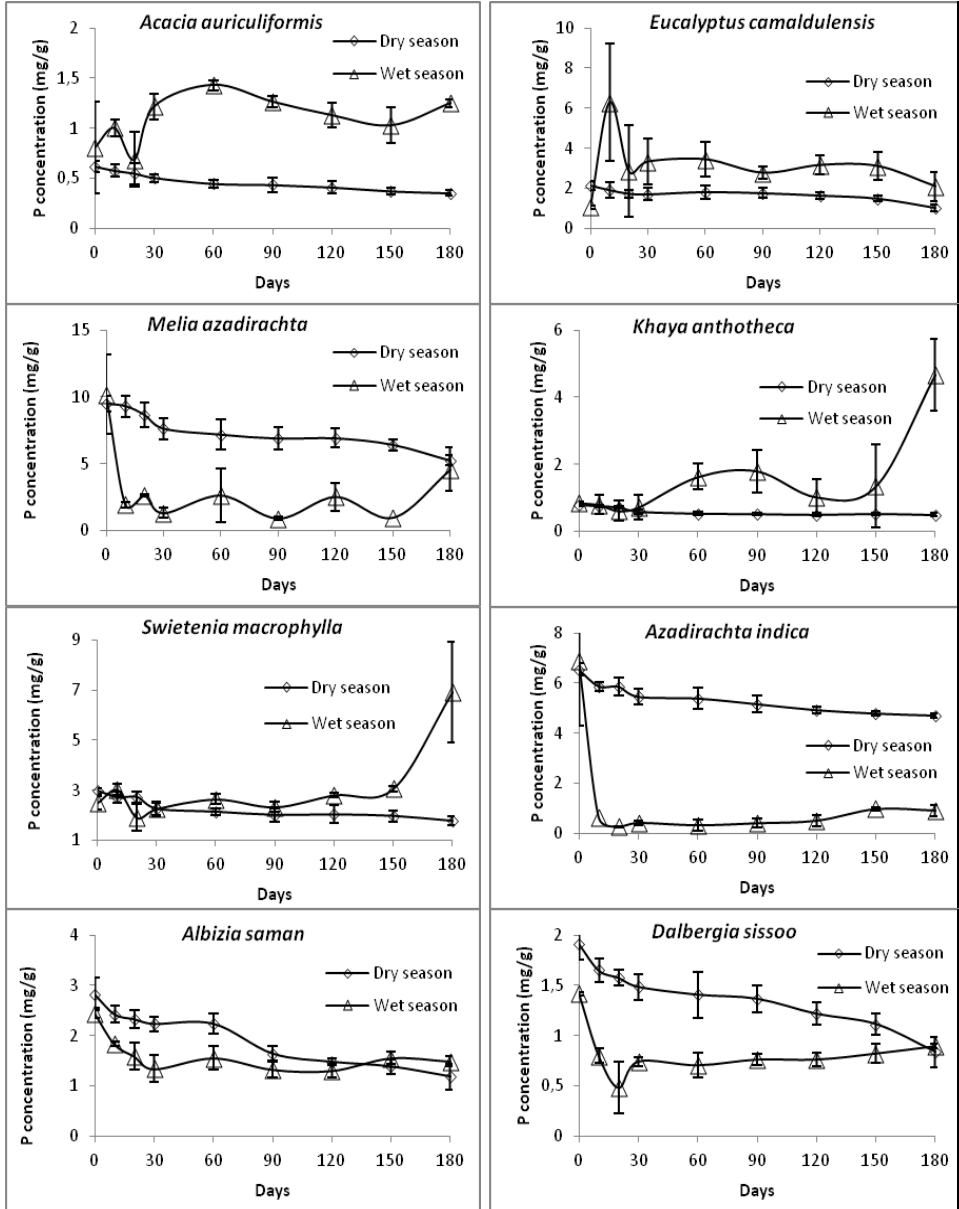 Acacia auriculiformis
P concentration (mg/g)
2
1,5
1
0,5
0
Dry season
Wet season
0 30 60 90 120 150 180
Days
Eucalyptus camaldulensis
P concentration (mg/g)
10
8
6
4
2
0
Dry season
Wet season
0 30 60 90 120 150 180
Days
Melia azadirachta
P concentration (mg/g)
15
10
5
0
Dry season
Wet season
0 30 60 90 120 150 180
Days
Khaya anthotheca
P concentration (mg/g)
6
4
2
0
Dry season
Wet season
0 30 60 90 120 150 180
Days
Swietenia macrophylla
P concentration (mg/g)
9
7
5
3
1
Dry season
Wet season
0 30 60 90 120 150 180
Days
Azadirachta indica
P concentration (mg/g)
8
6
4
2
0
Dry season
Wet season
0 30 60 90 120 150 180
Days
Albizia saman
P concentration (mg/g)
4
3
2
1
0
Dry season
Wet season
0 30 60 90 120 150 180
Days
Dalbergia sissoo
P concentration (mg/g)
2
1,5
1
0,5
0
Dry season
Wet season
0 30 60 90 120 150 180
Days